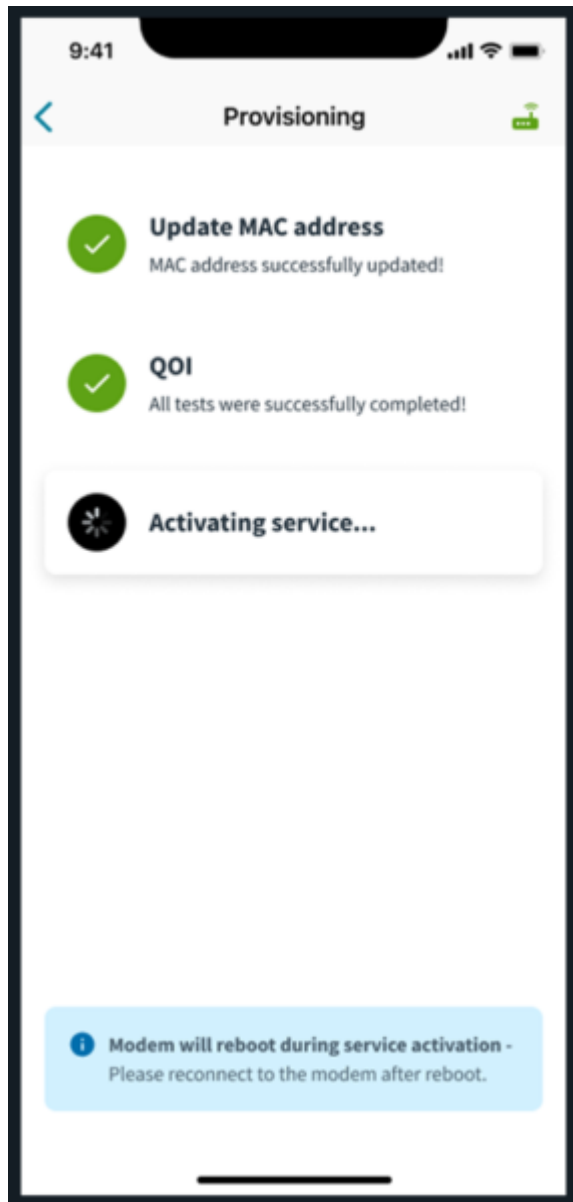 9:41
Provisioning
Update MAC address
MAC address successfully updated!
QOI
All tests were successfully completed!
Activating service...
Modem will reboot during service activation -
Please reconnect to the modem after reboot.